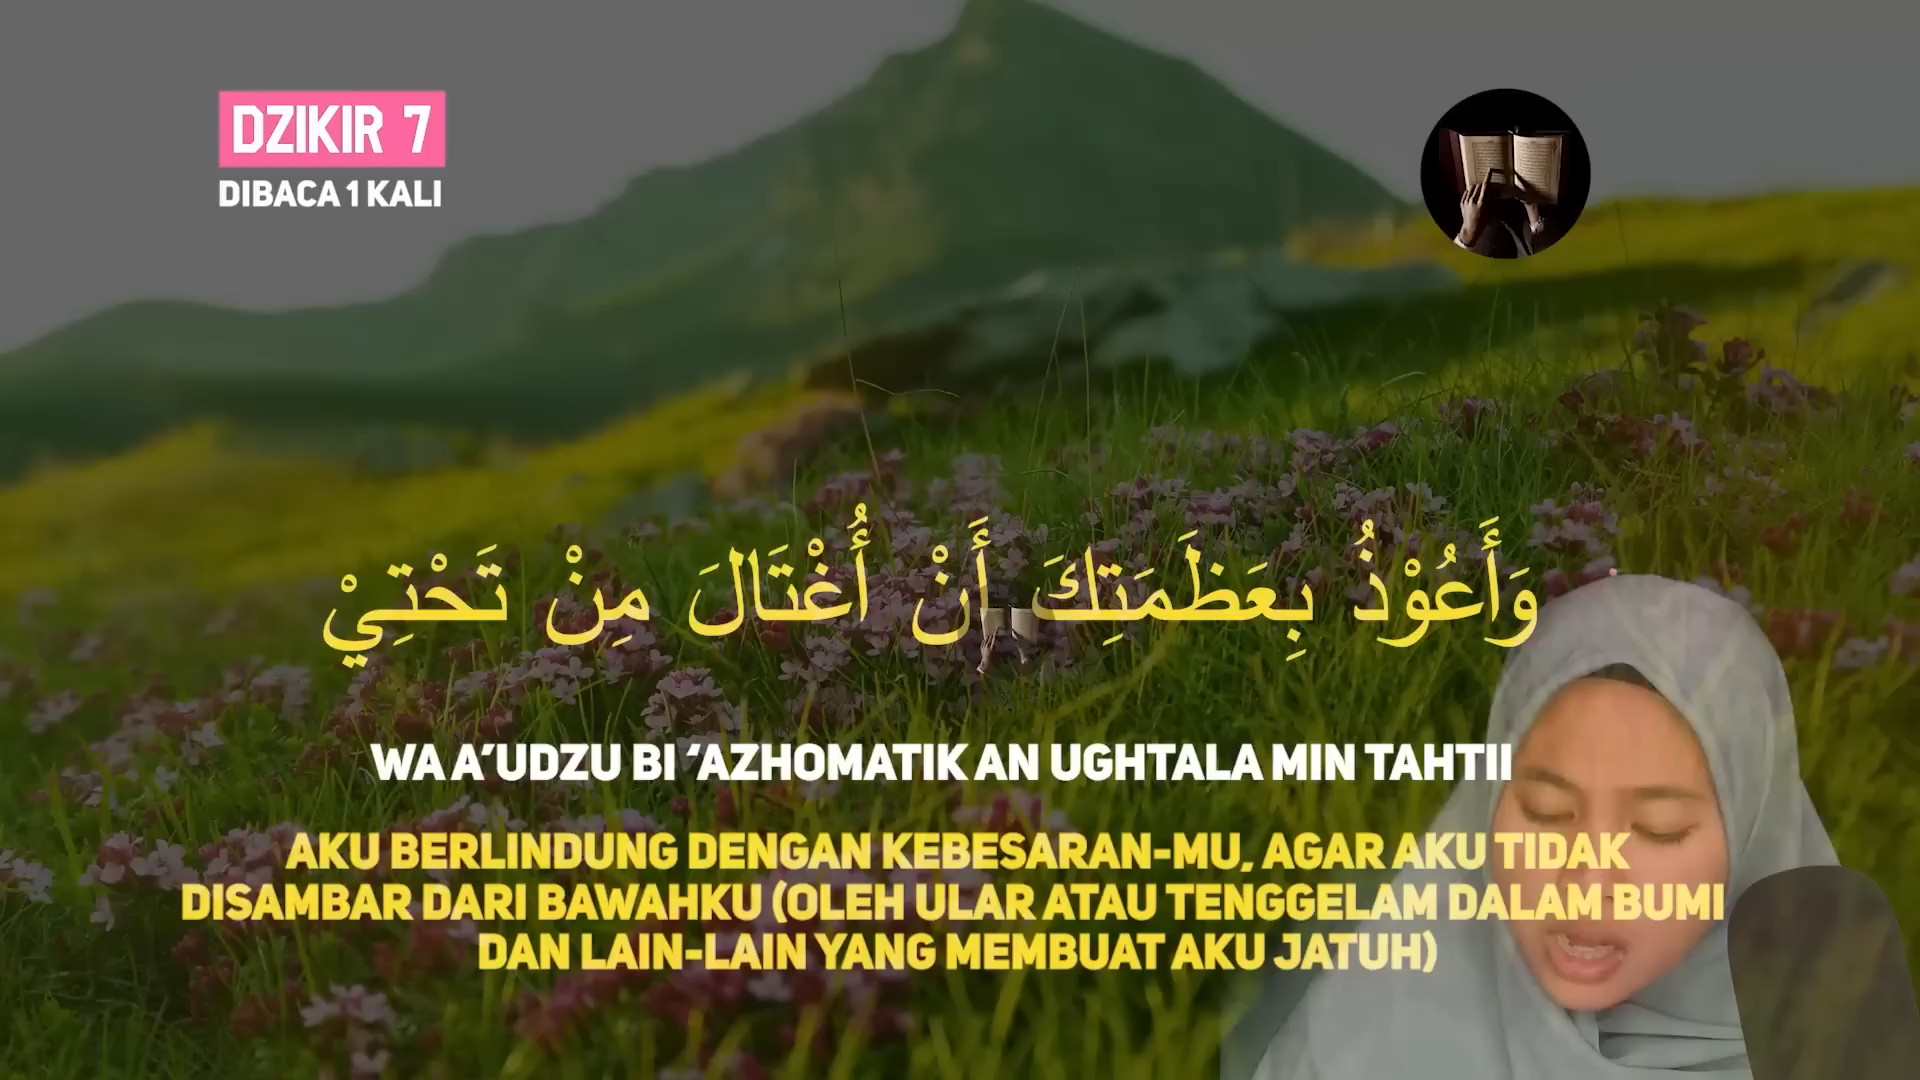 DZIKIR 7
DIBACA 1 KALI
وَأَعُوْذُ بِعَظَمَتِكَ أَنْ أُغْتَالَ مِنْ تَحْتِيْ
WA A’UDZU BI ‘AZHOMATIK AN UGHTALA MIN TAHTII
AKU BERLINDUNG DENGAN KEBESARAN-MU, AGAR AKU TIDAK
DISAMBAR DARI BAWAHKU (OLEH ULAR ATAU TENGGELAM DALAM BUMI
DAN LAIN-LAIN YANG MEMBUAT AKU JATUH)